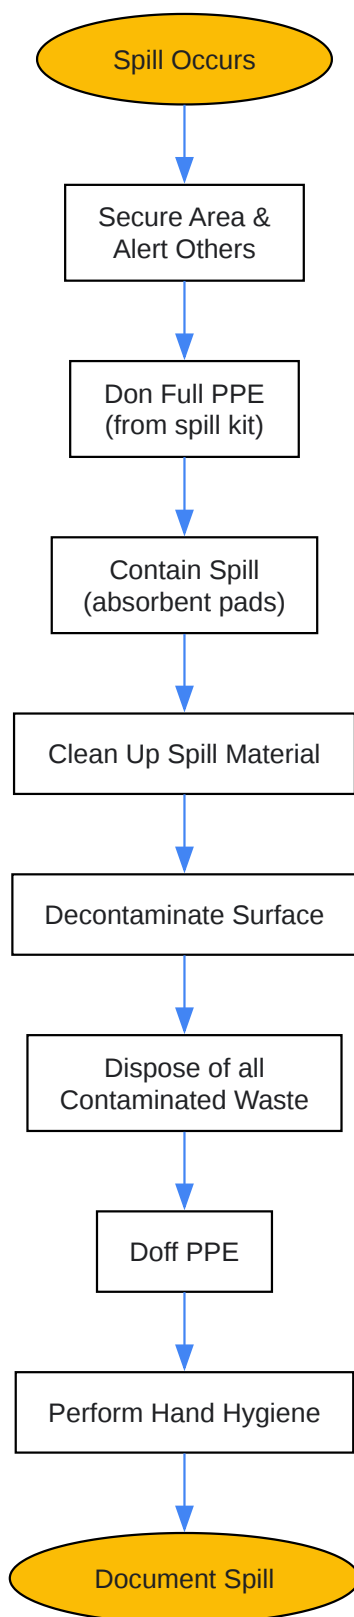 Spill Occurs
Secure Area &
Alert Others
Don Full PPE
(from spill kit)
Contain Spill
(absorbent pads)
Clean Up Spill Material
Decontaminate Surface
Dispose of all
Contaminated Waste
Doff PPE
Perform Hand Hygiene
Document Spill